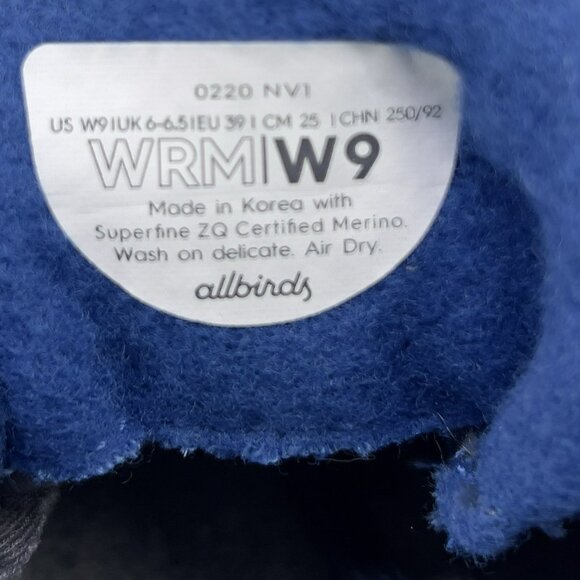 0220 NV1
US W9 | UK 6-6.5 | EU 39 | CM 25 | CHN 250/92
WRM|W9
Made in Korea with
Superfine ZQ Certified Merino.
Wash on delicate. Air Dry.
allbirds